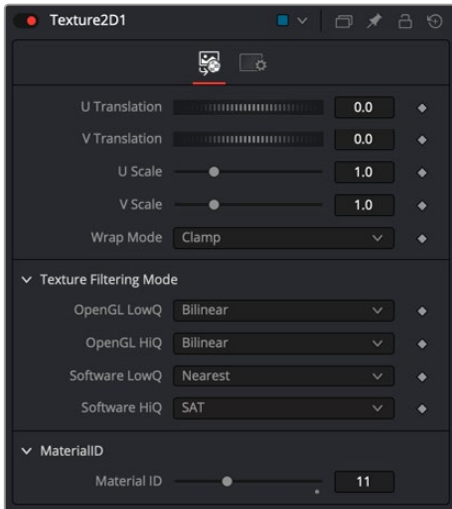 Texture2D1
U Translation 0.0
V Translation 0.0
U Scale 1.0
V Scale 1.0
Wrap Mode Clamp
Texture Filtering Mode
OpenGL LowQ Bilinear
OpenGL HiQ Bilinear
Software LowQ Nearest
Software HiQ SAT
MaterialID
Material ID 11